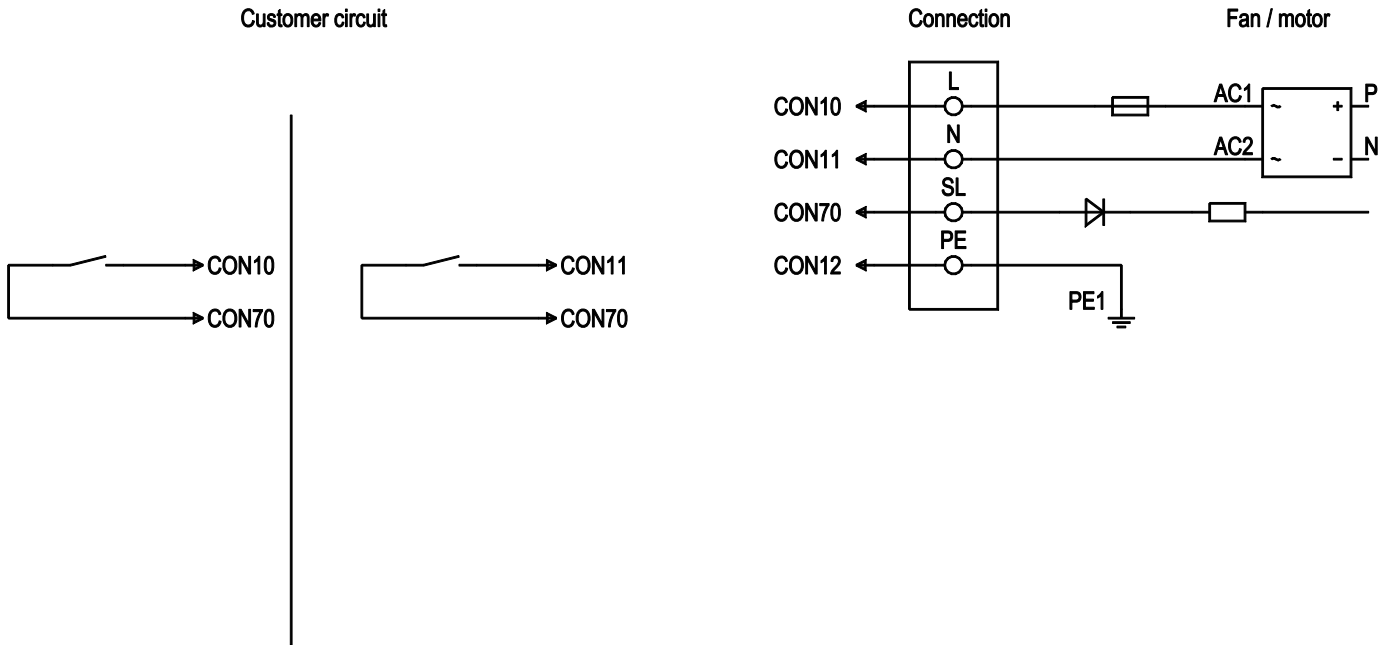 Customer circuit
Connection
Fan / motor
L
CON10
AC1
~
+
P
N
CON11
AC2
~
–
N
SL
CON70
PE
CON12
PE1
CON10
CON11
CON70
CON70